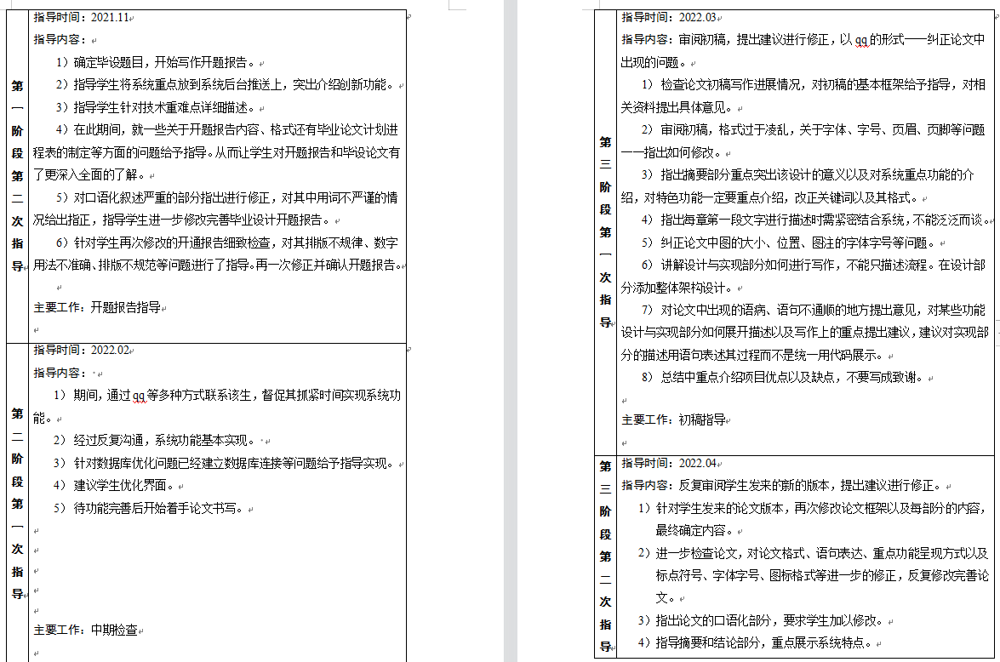 第一阶段第二次指导
指导时间：2021.11
指导内容：
1）确定毕设题目，开始写作开题报告。
2）指导学生将系统重点放到系统后台推送上，突出介绍创新功能。
3）指导学生针对技术重难点详细描述。
4）在此期间，就一些关于开题报告内容、格式还有毕业论文计划进
程表的制定等方面的问题给予指导。从而让学生对开题报告和毕设论文有
了更深入全面的了解。
5）对口语化叙述严重的部分指出进行修正，对其中用词不严谨的情
况给出指正，指导学生进一步修改完善毕业设计开题报告。
6）针对学生再次修改的开通报告细致检查，对其排版不规律、数字
用法不准确、排版不规范等问题进行了指导。再一次修正并确认开题报告。
主要工作：开题报告指导
第二阶段第一次指导
指导时间：2022.02
指导内容：
1） 期间，通过 qq 等多种方式联系该生，督促其抓紧时间实现系统功
能。
2） 经过反复沟通，系统功能基本实现。
3） 针对数据库优化问题已经建立数据库连接等问题给予指导实现。
4） 建议学生优化界面。
5） 待功能完善后开始着手论文书写。
主要工作：中期检查
第三阶段第一次指导
指导时间：2022.03
指导内容：审阅初稿，提出建议进行修正，以 qq 的形式一一纠正论文中
出现的问题。
1） 检查论文初稿写作进展情况，对初稿的基本框架给予指导，对相
关资料提出具体意见。
2） 审阅初稿，格式过于凌乱，关于字体、字号、页眉、页脚等问题
一一指出如何修改。
3） 指出摘要部分重点突出该设计的意义以及对系统重点功能的介
绍，对特色功能一定要重点介绍，改正关键词以及其格式。
4） 指出每章第一段文字进行描述时需紧密结合系统，不能泛泛而谈。
5） 纠正论文中图的大小、位置、图注的字体字号等问题。
6） 讲解设计与实现部分如何进行写作，不能只描述流程。在设计部
分添加整体架构设计。
7） 对论文中出现的语病、语句不通顺的地方提出意见，对某些功能
设计与实现部分如何展开描述以及写作上的重点提出建议，建议对实现部
分的描述用语句表述其过程而不是统一用代码展示。
8） 总结中重点介绍项目优点以及缺点，不要写成致谢。
主要工作：初稿指导
第三阶段第二次指导
指导时间：2022.04
指导内容：反复审阅学生发来的新的版本，提出建议进行修正。
1）针对学生发来的论文版本，再次修改论文框架以及每部分的内容，
最终确定内容。
2）进一步检查论文，对论文格式、语句表达、重点功能呈现方式以及
标点符号、字体字号、图标格式等进一步的修正，反复修改完善论
文。
3）指出论文的口语化部分，要求学生加以修改。
4）指导摘要和结论部分，重点展示系统特点。